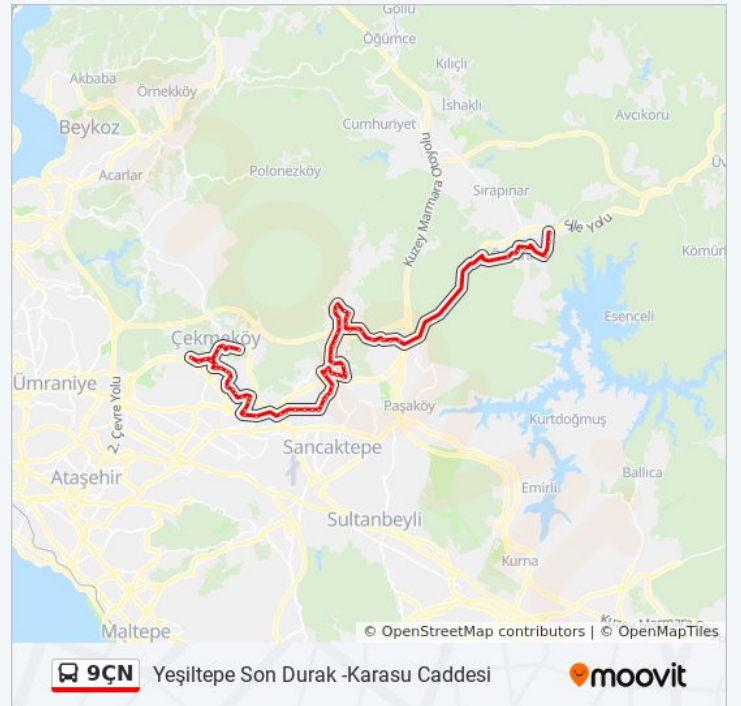 Göllü
Öğümce
Kılıçlı
Akbaba
Örnekköy
İshaklı
Beykoz
Cumhuriyet
Avcıkoru
Acarlar
Polonezköy
Sırapınar
Kuzey Marmara Otoyolu
Şile Yolu
Kömür
Esenceli
Çekmeköy
Ümraniye
2. Çevre Yolu
Paşaköy
Kurtdoğmuş
Sancaktepe
Ataşehir
Ballıca
Emirli
Sultanbeyli
Kurna
Maltepe
© OpenStreetMap contributors | © OpenMapTiles
9ÇN Yeşiltepe Son Durak -Karasu Caddesi moovit